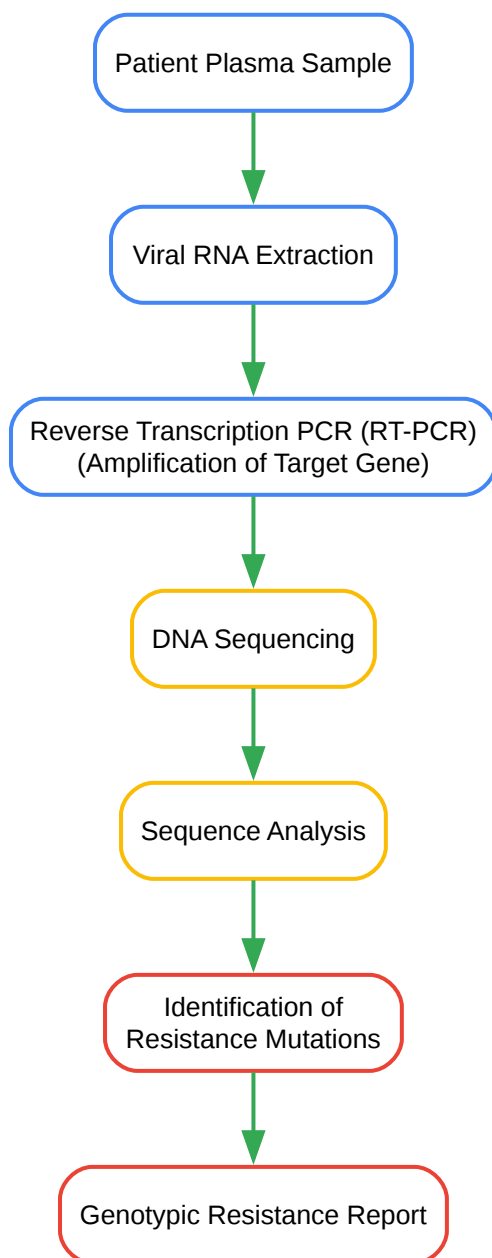 Patient Plasma Sample
Viral RNA Extraction
Reverse Transcription PCR (RT-PCR)
(Amplification of Target Gene)
DNA Sequencing
Sequence Analysis
Identification of
Resistance Mutations
Genotypic Resistance Report